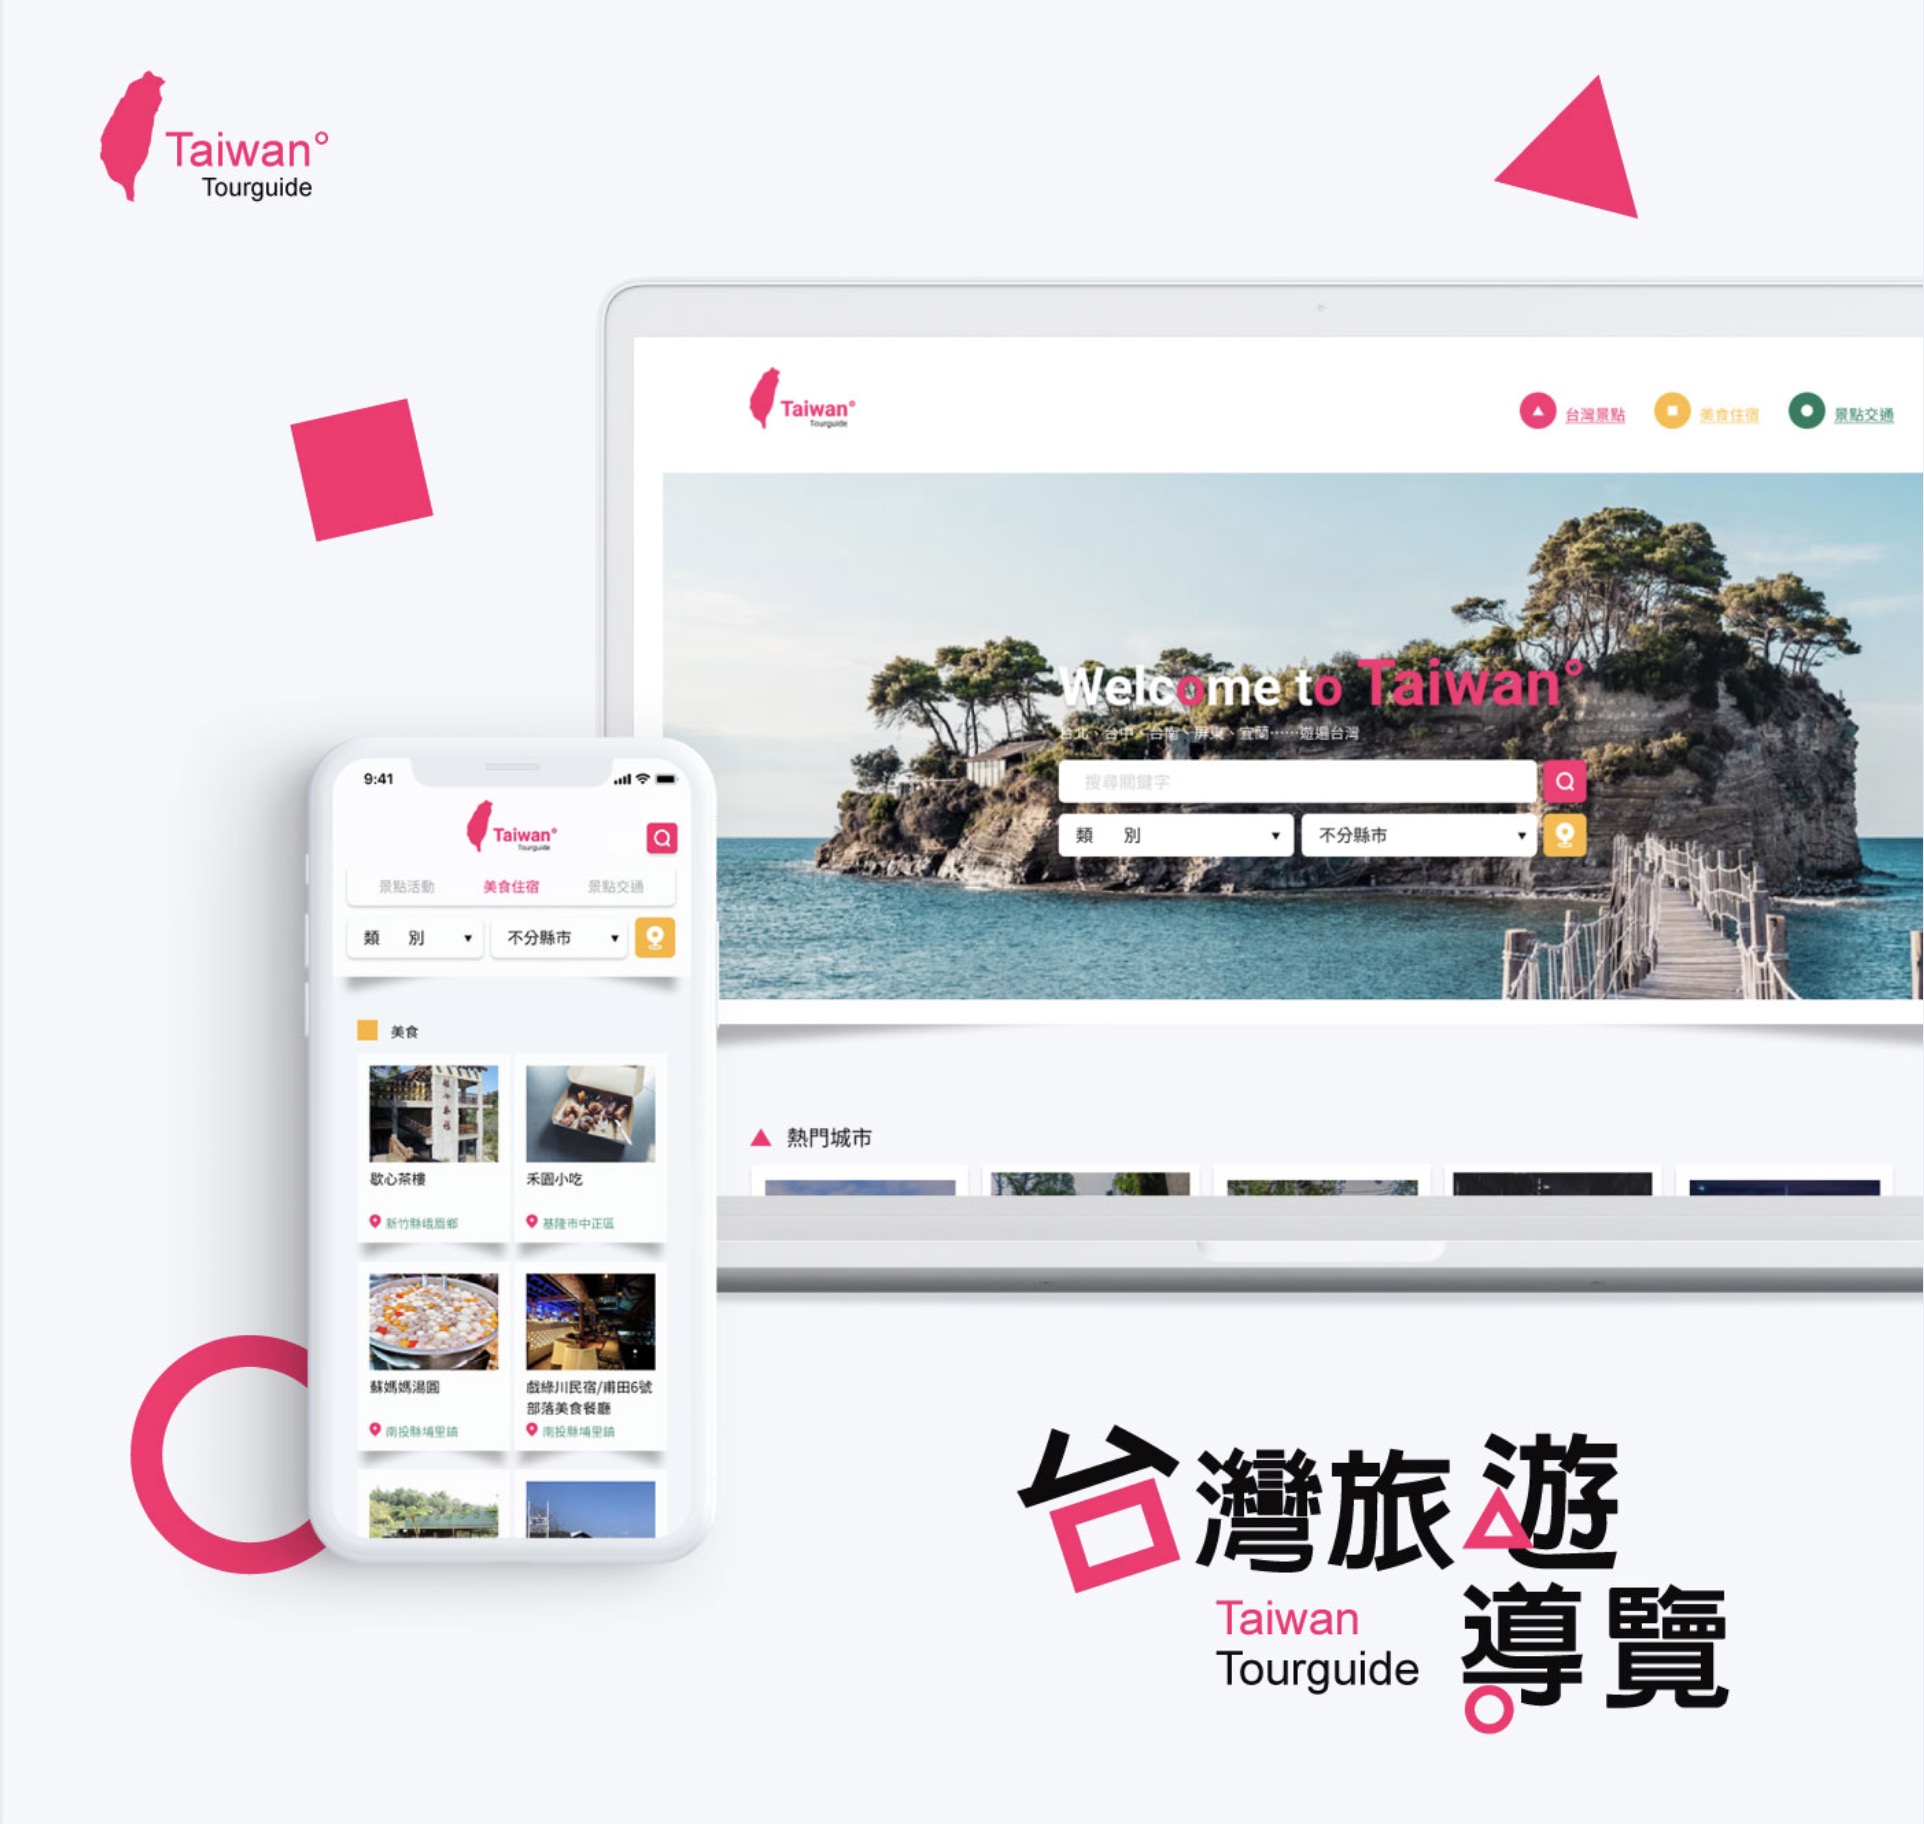 Taiwan°
Tourguide
Taiwan°
Tourguide
台灣景點
美食住宿
景點交通
Welcome to Taiwan°
台北、台中、台南、屏東、宜蘭⋯⋯遊遍台灣
搜尋關鍵字
類 別 ▼
不分縣市 ▼
熱門城市
9:41
Taiwan°
Tourguide
景點活動 美食住宿 景點交通
類 別 ▼
不分縣市 ▼
美食
歇心茶樓
新竹縣峨眉鄉
禾園小吃
基隆市中正區
蘇媽媽湯圓
南投縣埔里鎮
戲綠川民宿/甫田6號
部落美食餐廳
南投縣埔里鎮
台灣旅遊
導覽
Taiwan
Tourguide